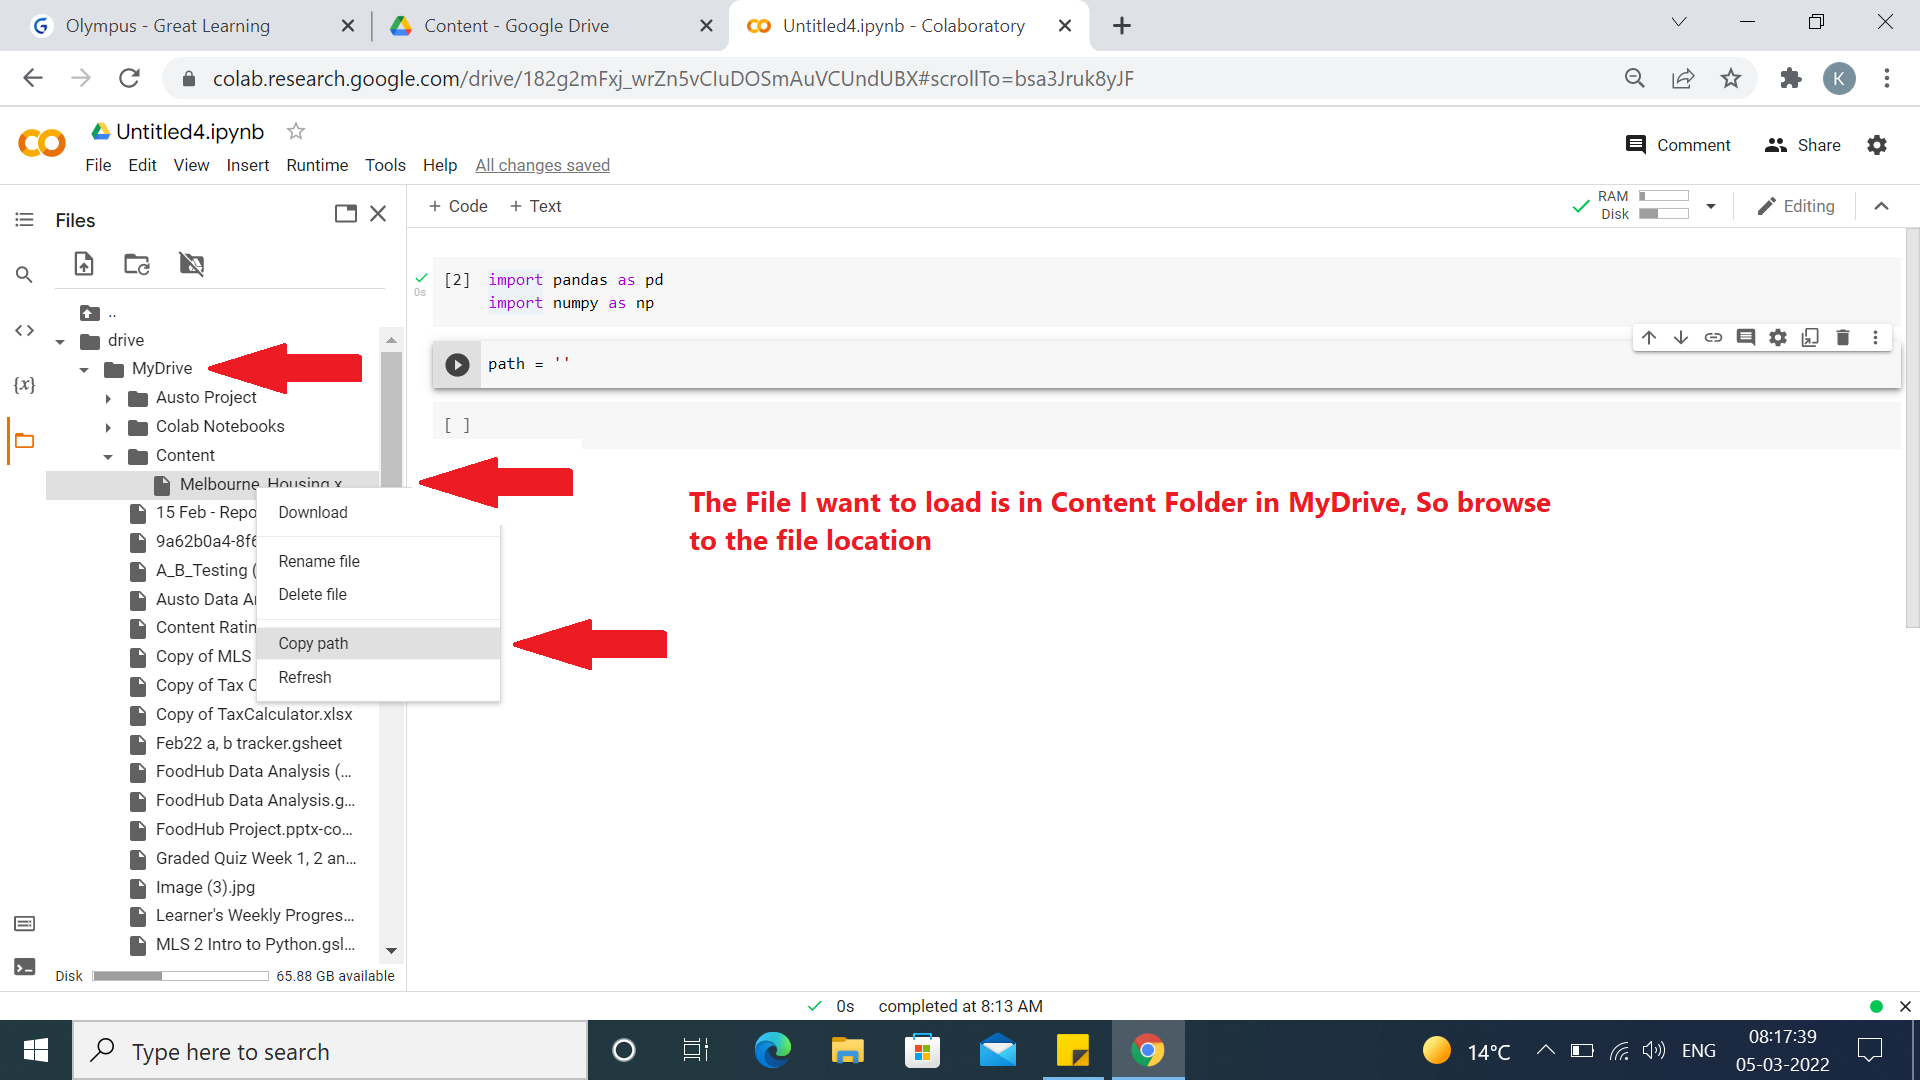 Olympus - Great Learning
Content - Google Drive
Untitled4.ipynb - Colaboratory
colab.research.google.com/drive/182g2mFxj_wrZn5vCIuDOSmAuVCUndUBX#scrollTo=bsa3Jruk8yJF
K
Untitled4.ipynb
File Edit View Insert Runtime Tools Help All changes saved
Comment
Share
Files
+ Code + Text
RAM
Disk
Editing
..
drive
MyDrive
Austo Project
Colab Notebooks
Content
Melbourne_Housing.x
15 Feb - Repo
9a62b0a4-8f6
A_B_Testing (
Austo Data A
Content Ratin
Copy of MLS
Copy of Tax C
Copy of TaxCalculator.xlsx
Feb22 a, b tracker.gsheet
FoodHub Data Analysis (...
FoodHub Data Analysis.g...
FoodHub Project.pptx-co...
Graded Quiz Week 1, 2 an...
Image (3).jpg
Learner's Weekly Progres...
MLS 2 Intro to Python.gsl...
Disk 65.88 GB available
Download
Rename file
Delete file
Copy path
Refresh
{x}
0s
[2] import pandas as pd
import numpy as np
path = ''
[ ]
The File I want to load is in Content Folder in MyDrive, So browse
to the file location
0s completed at 8:13 AM
Type here to search
14°C
ENG
08:17:39
05-03-2022